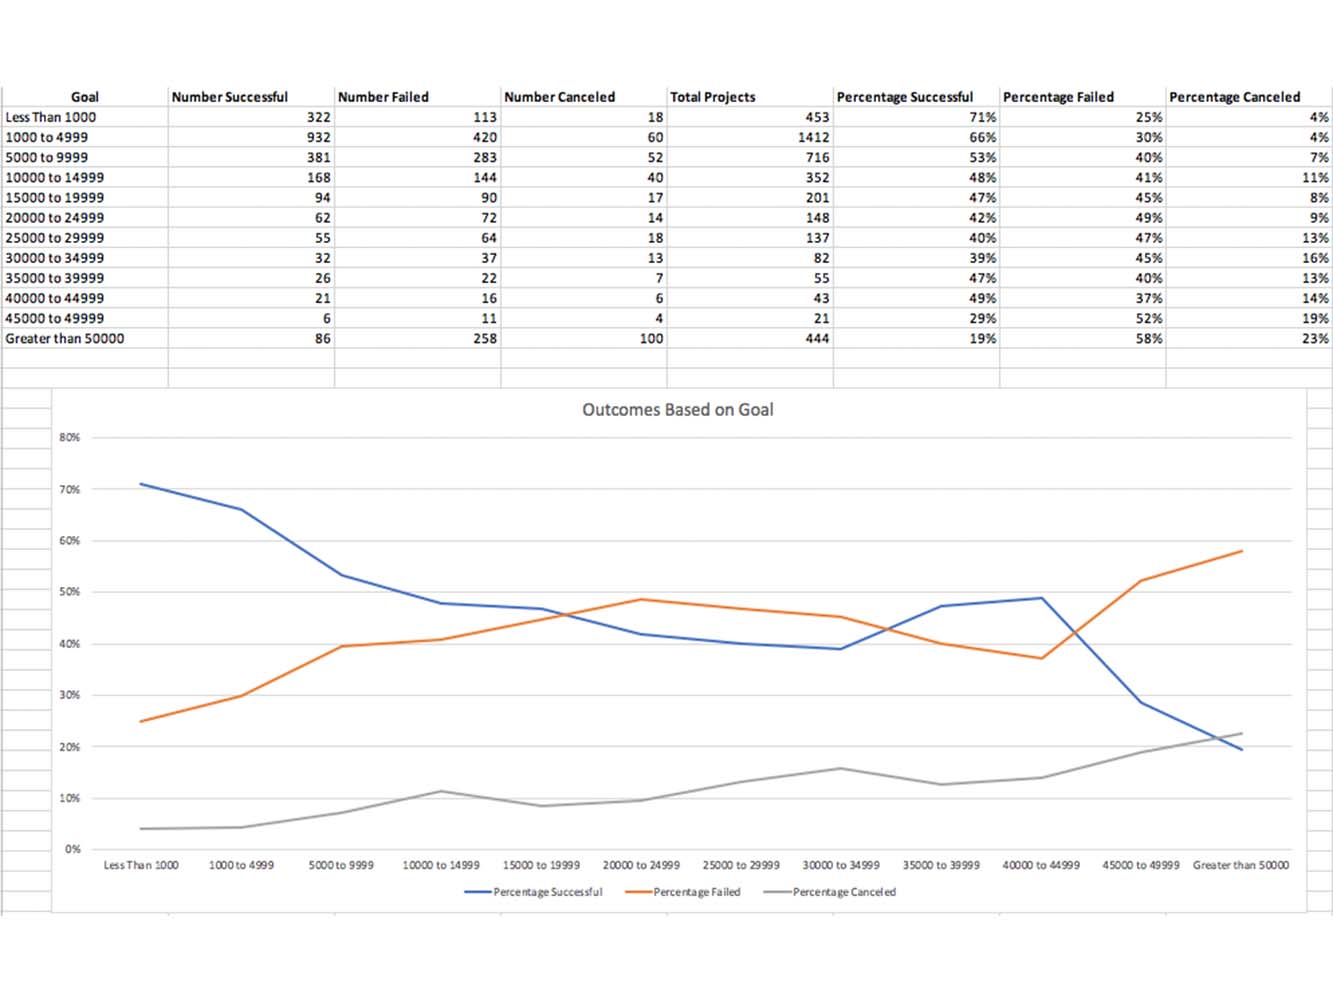 Goal Number Successful Number Failed Number Canceled Total Projects Percentage Successful Percentage Failed Percentage Canceled
Less Than 1000 322 113 18 453 71% 25% 4%
1000 to 4999 932 420 60 1412 66% 30% 4%
5000 to 9999 381 283 52 716 53% 40% 7%
10000 to 14999 168 144 40 352 48% 41% 11%
15000 to 19999 94 90 17 201 47% 45% 8%
20000 to 24999 62 72 14 148 42% 49% 9%
25000 to 29999 55 64 18 137 40% 47% 13%
30000 to 34999 32 37 13 82 39% 45% 16%
35000 to 39999 26 22 7 55 47% 40% 13%
40000 to 44999 21 16 6 43 49% 37% 14%
45000 to 49999 6 11 4 21 29% 52% 19%
Greater than 50000 86 258 100 444 19% 58% 23%
Outcomes Based on Goal
80%
70%
60%
50%
40%
30%
20%
10%
0%
Less Than 1000 1000 to 4999 5000 to 9999 10000 to 14999 15000 to 19999 20000 to 24999 25000 to 29999 30000 to 34999 35000 to 39999 40000 to 44999 45000 to 49999 Greater than 50000
Percentage Successful Percentage Failed Percentage Canceled